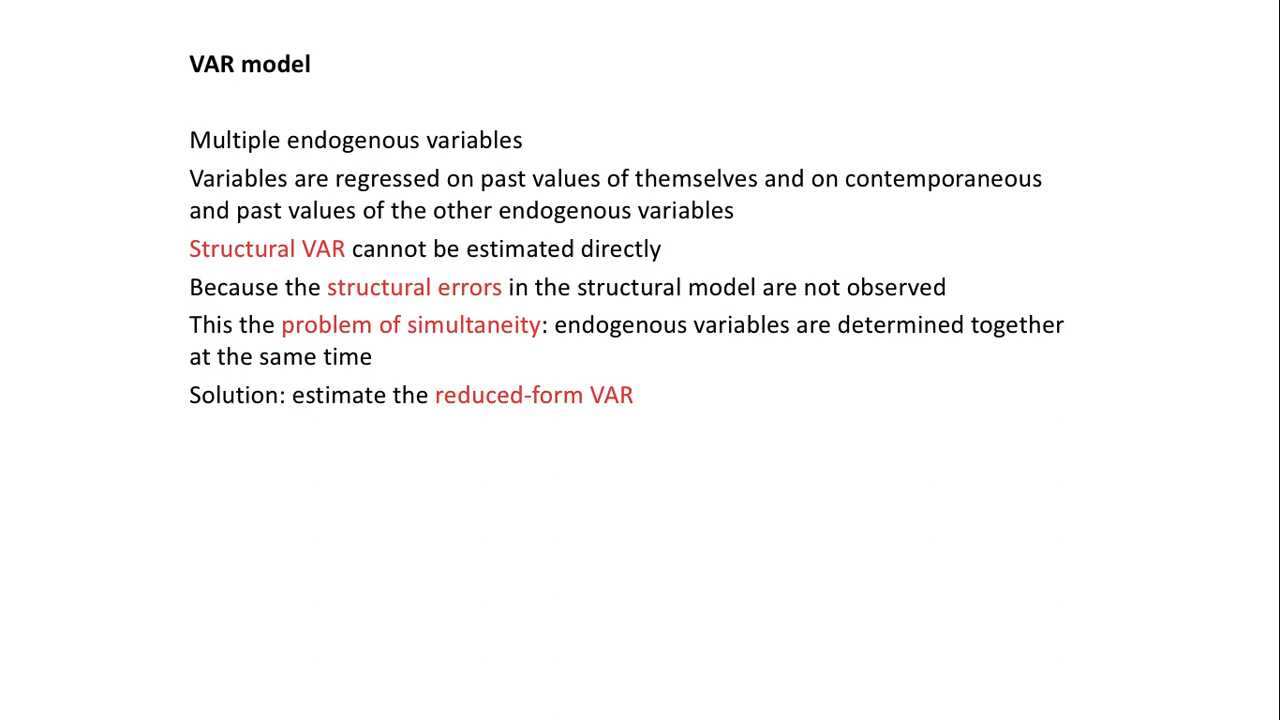 VAR model
Multiple endogenous variables
Variables are regressed on past values of themselves and on contemporaneous
and past values of the other endogenous variables
Structural VAR cannot be estimated directly
Because the structural errors in the structural model are not observed
This the problem of simultaneity: endogenous variables are determined together
at the same time
Solution: estimate the reduced-form VAR